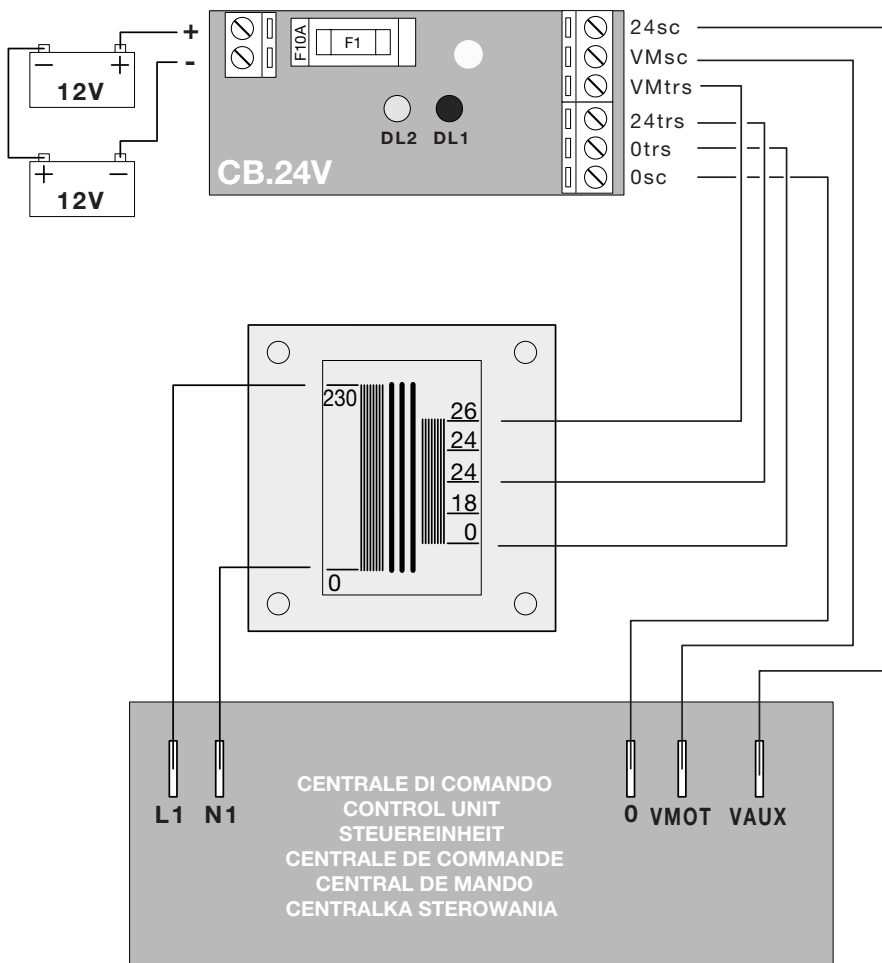 +
-
- +
12V
+ -
12V
F10A
F1
DL2 DL1
CB.24V
24sc
VMsc
VMtrs
24trs
0trs
0sc
230
0
26
24
24
18
0
L1 N1
0 VMOT VAUX
CENTRALE DI COMANDO
CONTROL UNIT
STEUEREINHEIT
CENTRALE DE COMMANDE
CENTRAL DE MANDO
CENTRALKA STEROWANIA